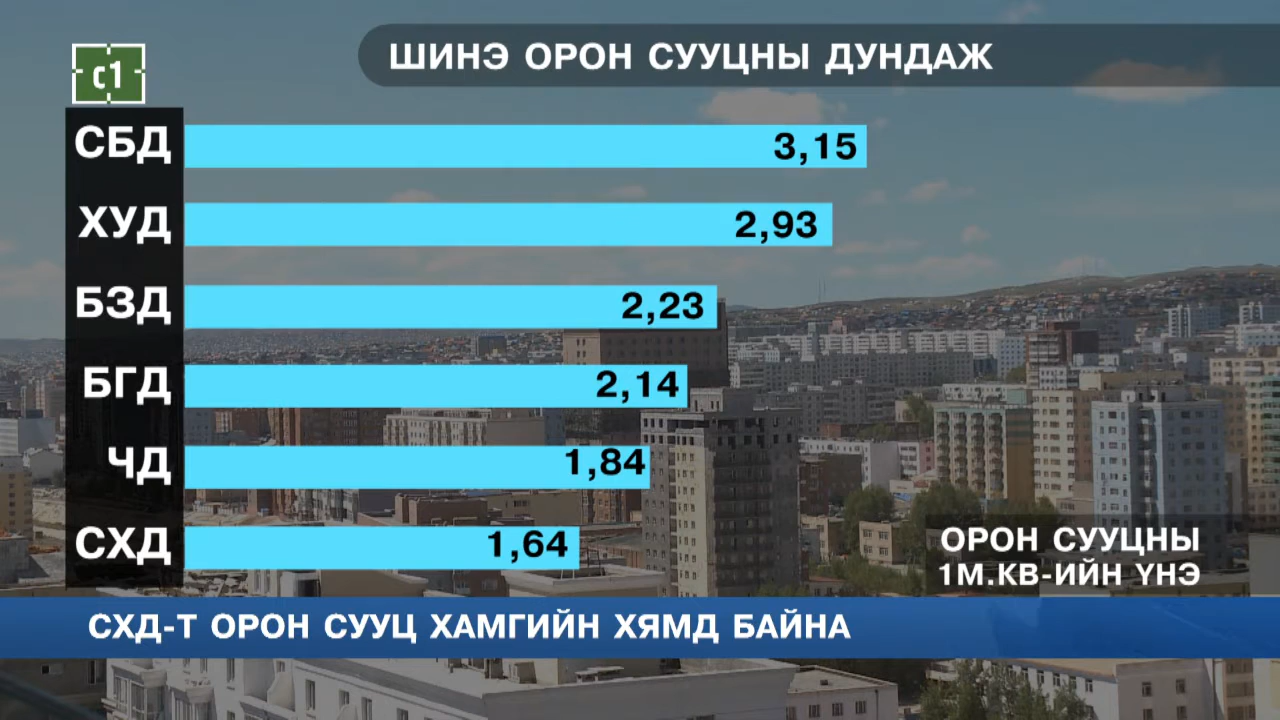 ШИНЭ ОРОН СУУЦНЫ ДУНДАЖ
с1
СБД 3,15
ХУД 2,93
БЗД 2,23
БГД 2,14
ЧД 1,84
СХД 1,64
ОРОН СУУЦНЫ
1М.КВ-ИЙН ҮНЭ
СХД-Т ОРОН СУУЦ ХАМГИЙН ХЯМД БАЙНА